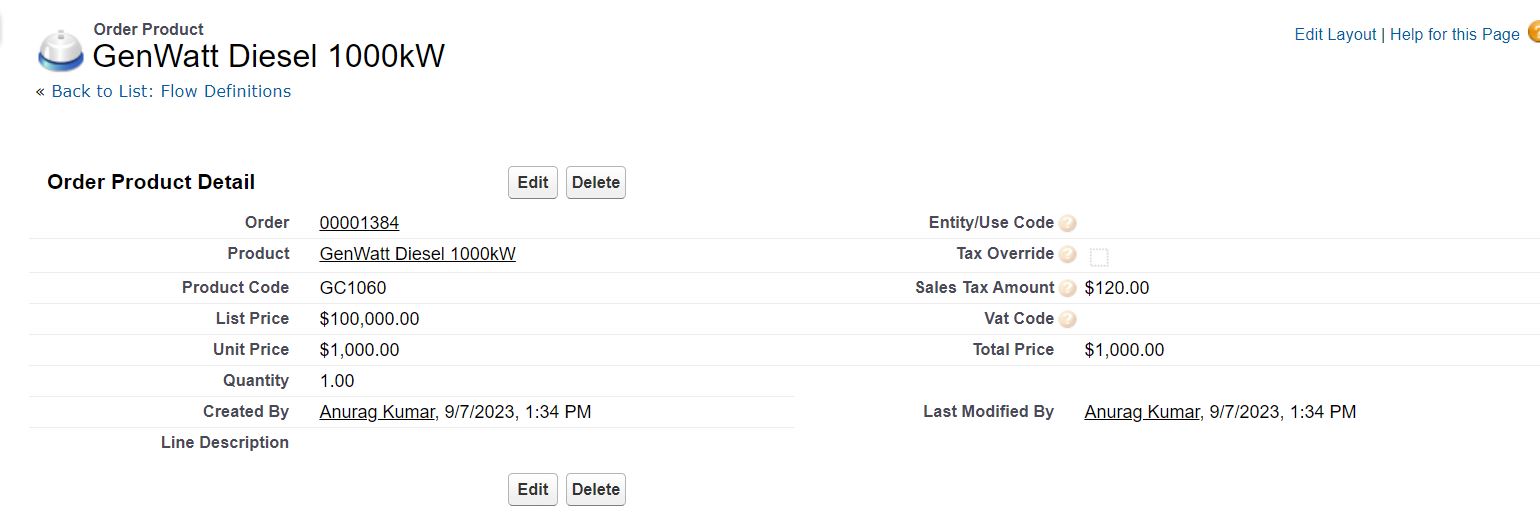 Order Product
GenWatt Diesel 1000kW
Edit Layout | Help for this Page ?
« Back to List: Flow Definitions
Order Product Detail
Edit Delete
Order 00001384 Entity/Use Code ?
Product GenWatt Diesel 1000kW Tax Override ?
Product Code GC1060 Sales Tax Amount ? $120.00
List Price $100,000.00 Vat Code ?
Unit Price $1,000.00 Total Price $1,000.00
Quantity 1.00
Created By Anurag Kumar, 9/7/2023, 1:34 PM Last Modified By Anurag Kumar, 9/7/2023, 1:34 PM
Line Description
Edit Delete